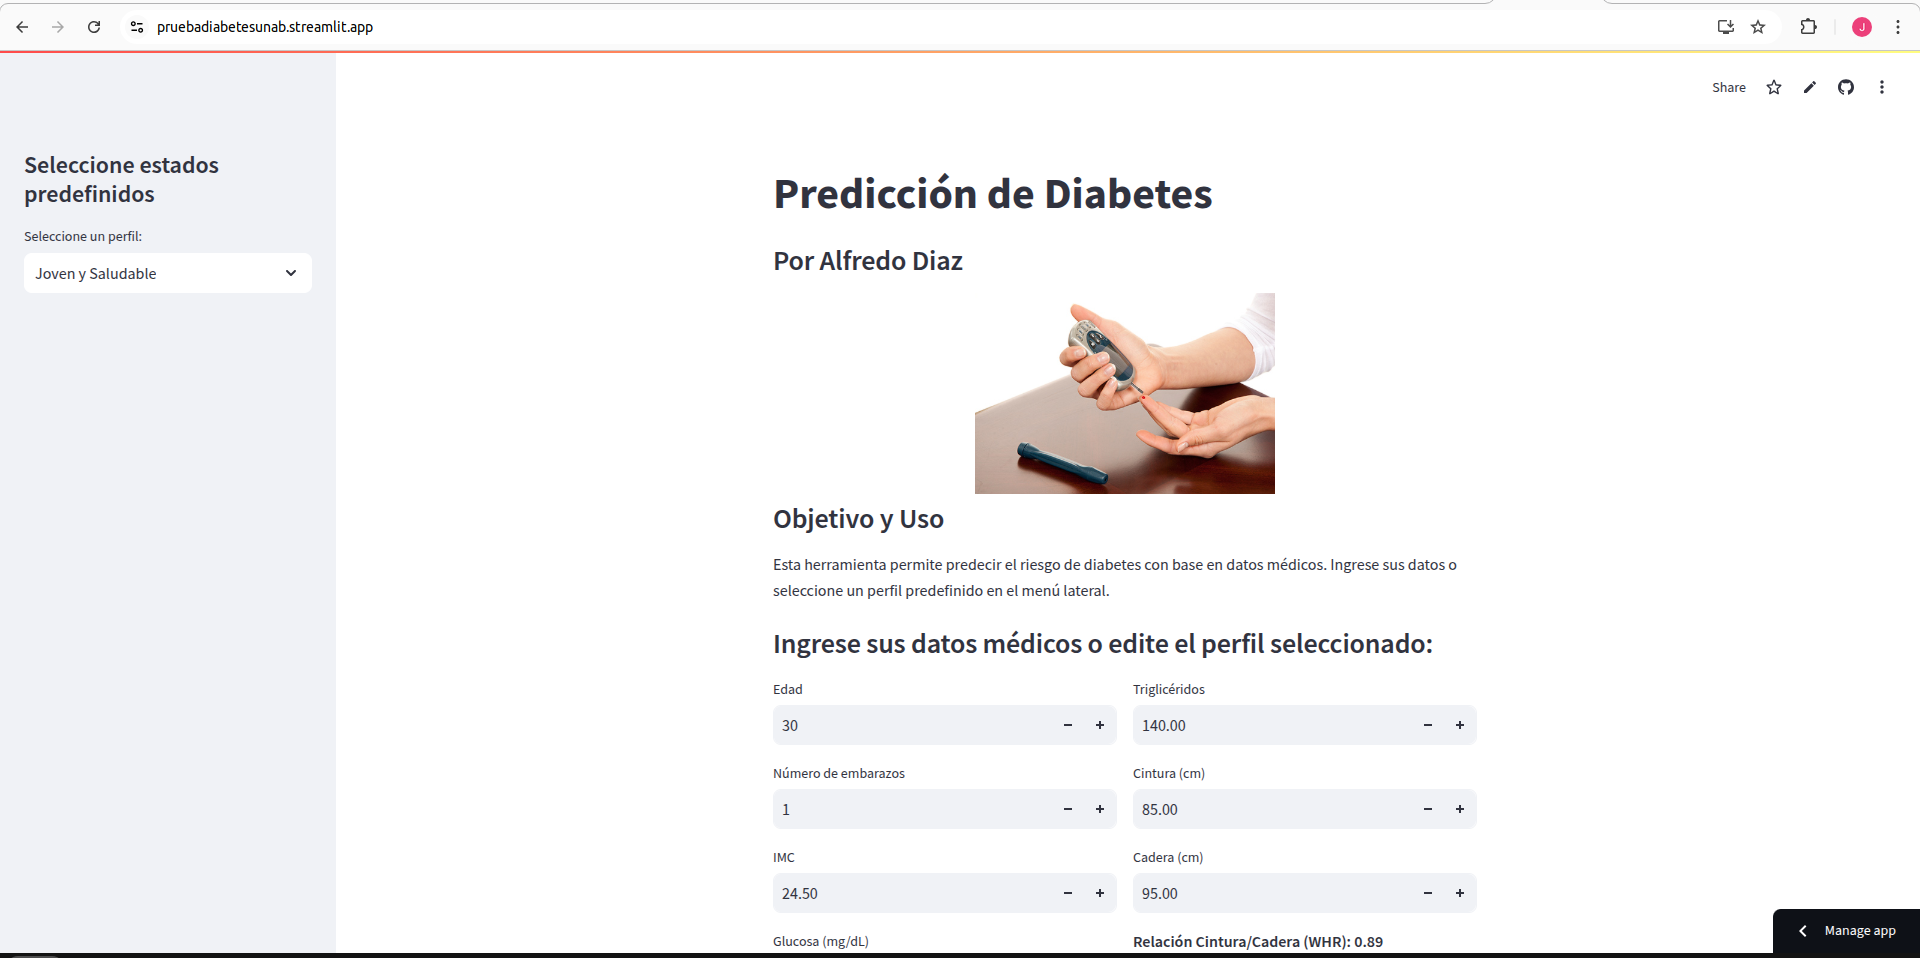 pruebadiabetesunab.streamlit.app
J
Share
Seleccione estados
predefinidos
Seleccione un perfil:
Joven y Saludable
Predicción de Diabetes
Por Alfredo Diaz
Objetivo y Uso
Esta herramienta permite predecir el riesgo de diabetes con base en datos médicos. Ingrese sus datos o
seleccione un perfil predefinido en el menú lateral.
Ingrese sus datos médicos o edite el perfil seleccionado:
Edad
30
Triglicéridos
140.00
Número de embarazos
1
Cintura (cm)
85.00
IMC
24.50
Cadera (cm)
95.00
Glucosa (mg/dL)
Relación Cintura/Cadera (WHR): 0.89
Manage app